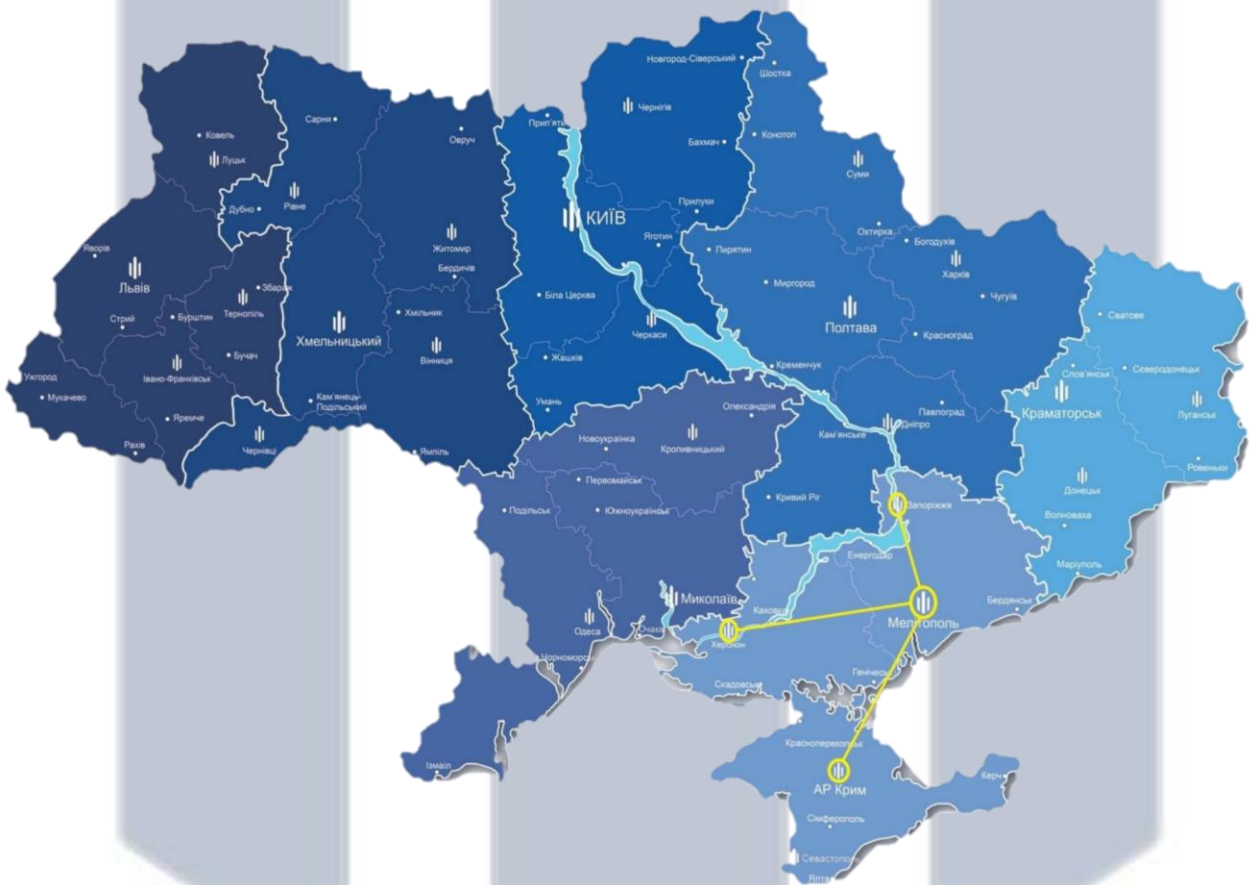 Новгород-Сіверський
Шостка
Чернігів
Прип'ять
Сарни
Овруч
Ковель
Конотоп
Бахмач
Луцьк
Суми
Рівне
Дубно
Прилуки
КИЇВ
Охтирка
Житомир
Яготин
Пирятин
Богодухів
Яворів
Бердичів
Харків
Львів
Збараж
Миргород
Чугуїв
Біла Церква
Тернопіль
Хмільник
Сватове
Стрий
Бурштин
Черкаси
Полтава
Хмельницький
Красноград
Вінниця
Бучач
Жашків
Кременчук
Слов'янськ
Сєвєродонецьк
Ужгород
Івано-Франківськ
Мукачево
Кам'янець-
Подільський
Умань
Олександрія
Павлоград
Краматорськ
Луганськ
Яремче
Дніпро
Кам'янське
Чернівці
Новоукраїнка
Кропивницький
Рахів
Ямпіль
Ровеньки
Первомайськ
Донецьк
Кривий Ріг
Подільськ
Южноукраїнськ
Запоріжжя
Волноваха
Енергодар
Маріуполь
Миколаїв
Каховка
Бердянськ
Мелітополь
Одеса
Херсон
Чорноморськ
Генічеськ
Скадовськ
Красноперекопськ
Ізмаїл
Керч
АР Крим
Сімферополь
Севастополь
Ялта